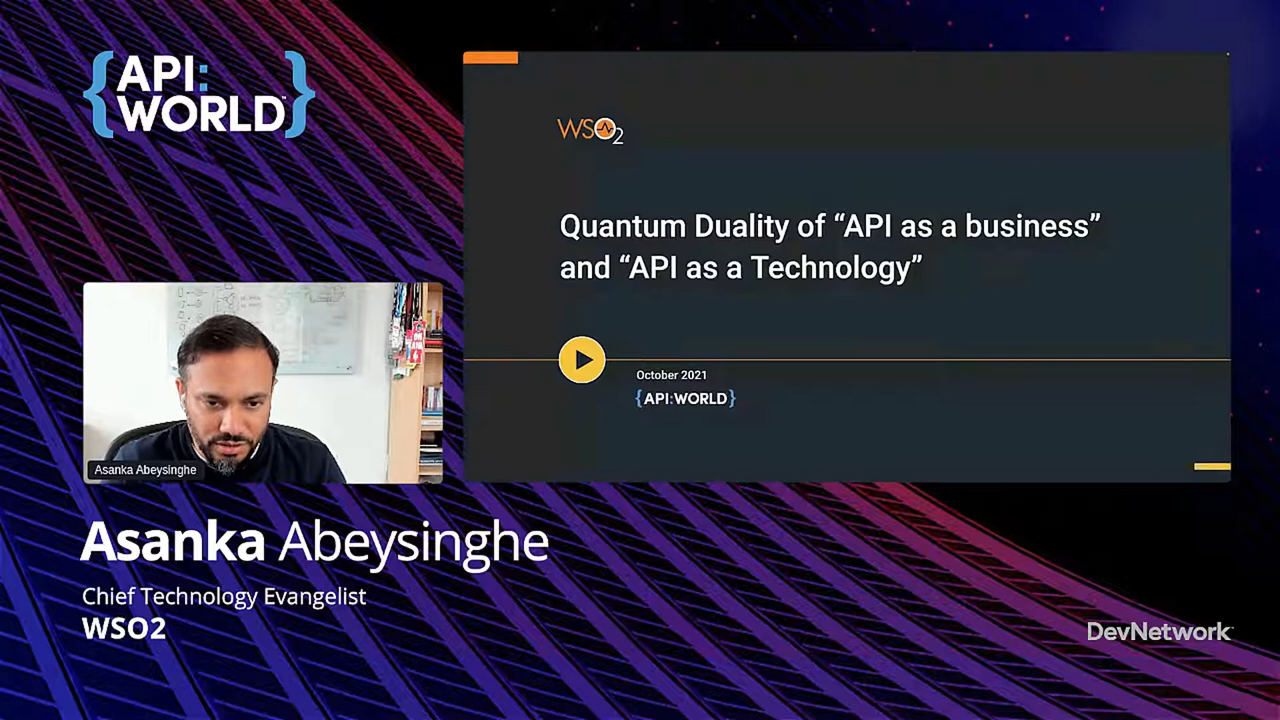 {API:
WORLD}™
WSO2
Quantum Duality of “API as a business”
and “API as a Technology”
October 2021
{API:WORLD}
Asanka Abeysinghe
Asanka Abeysinghe
Chief Technology Evangelist
WSO2
DevNetwork